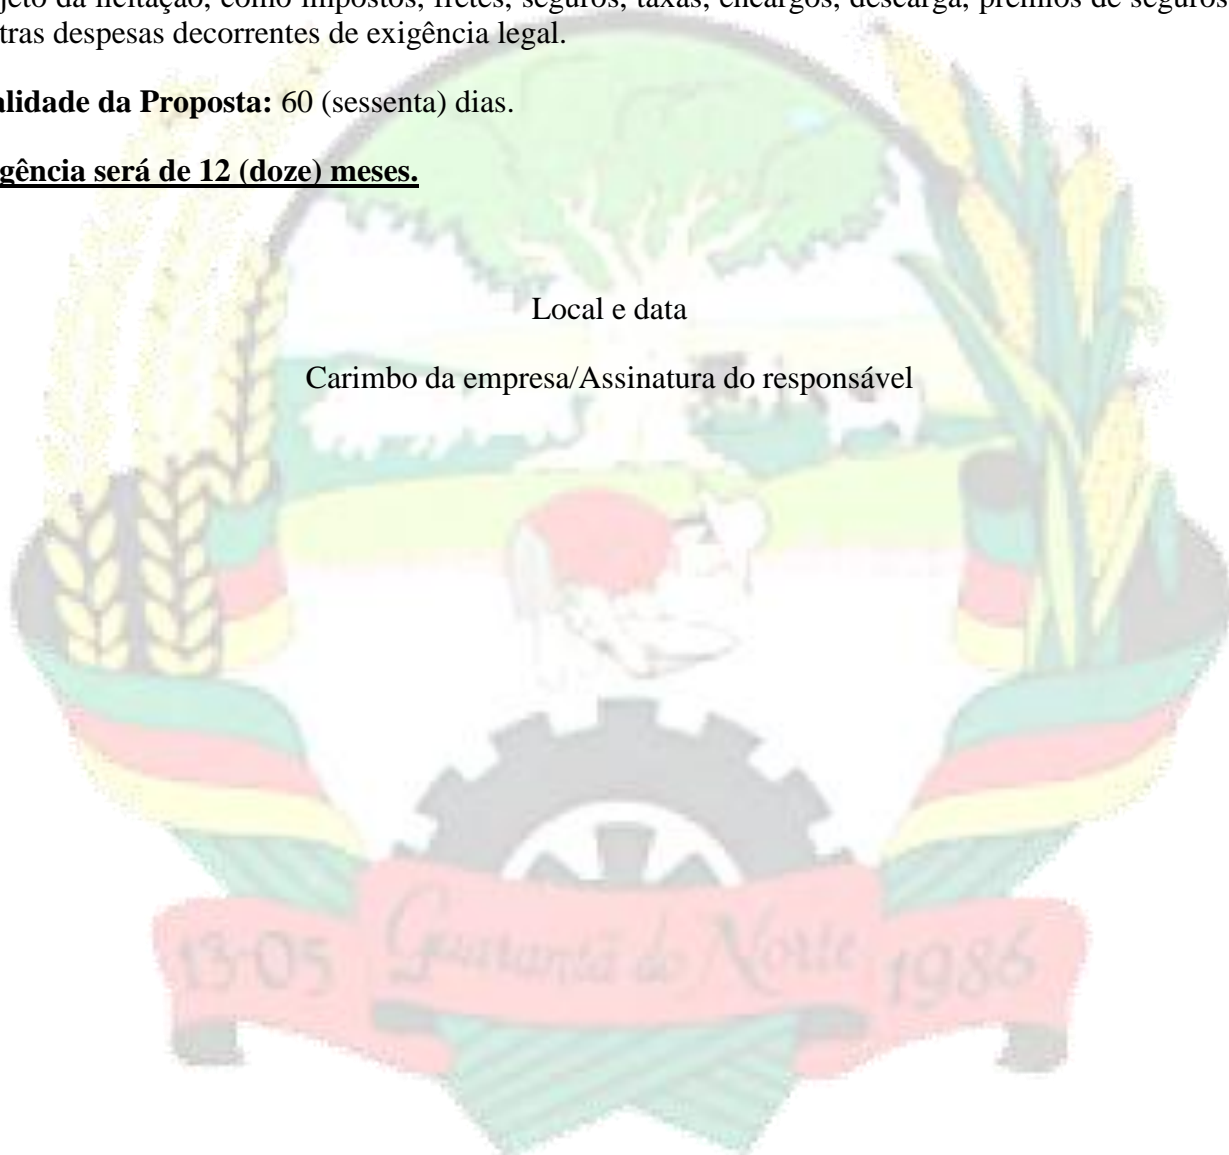 jeto da licitação, como impostos, fretes, seguros, taxas, encargos, descarga, prêmios de seguros
tras despesas decorrentes de exigência legal.
alidade da Proposta: 60 (sessenta) dias.
gência será de 12 (doze) meses.
Local e data
Carimbo da empresa/Assinatura do responsável
13-05 Guarantã do Norte 1986